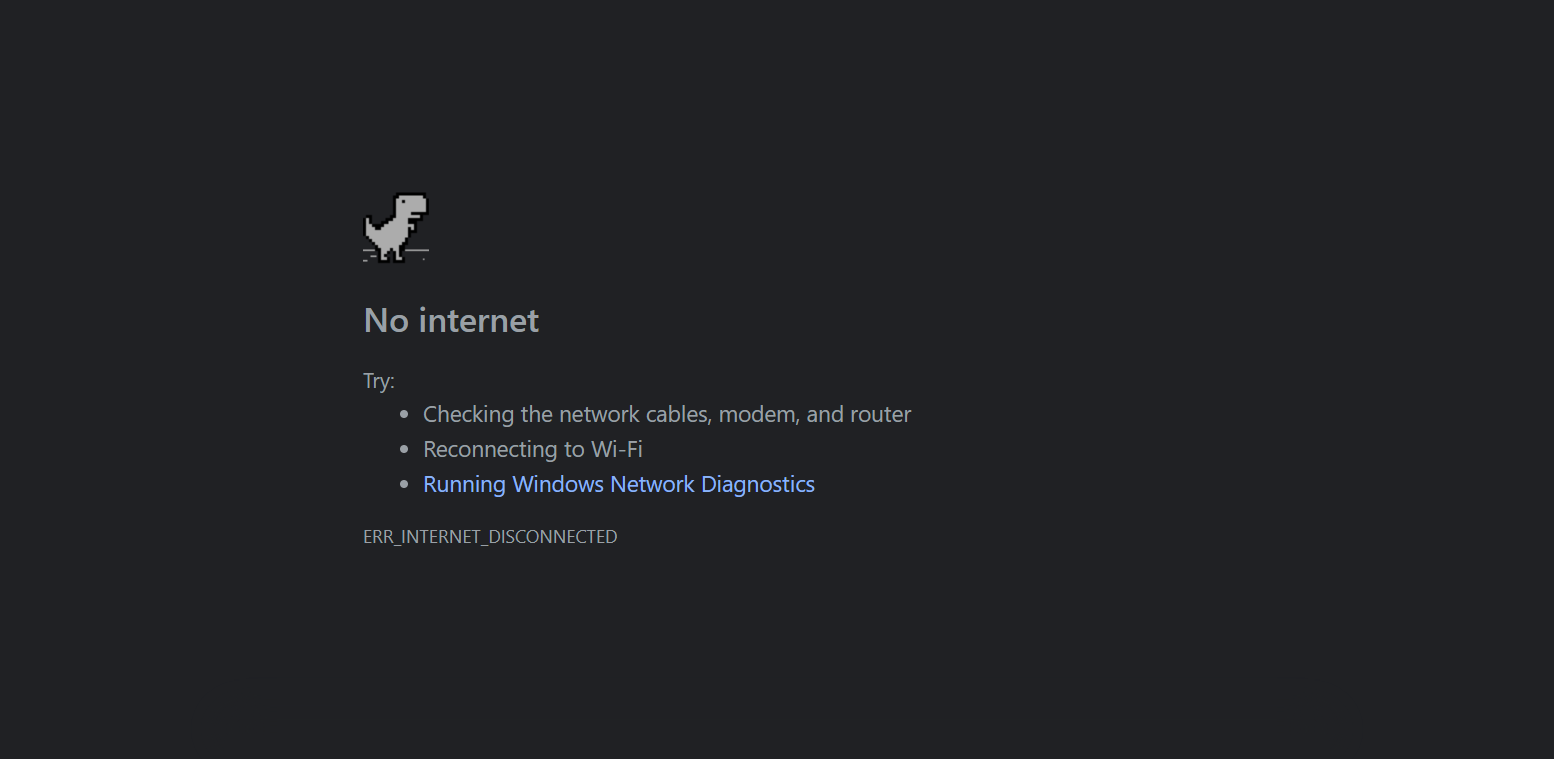 No internet
Try:
Checking the network cables, modem, and router
Reconnecting to Wi-Fi
Running Windows Network Diagnostics
ERR_INTERNET_DISCONNECTED